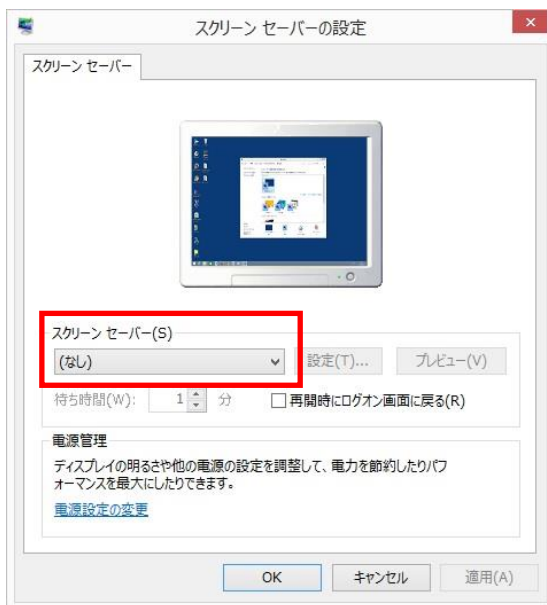 スクリーン セーバーの設定
スクリーン セーバー
スクリーン セーバー(S)
(なし)
設定(T)...
プレビュー(V)
待ち時間(W):
1
分
再開時にログオン画面に戻る(R)
電源管理
ディスプレイの明るさや他の電源の設定を調整して、電力を節約したりパフ
ォーマンスを最大にしたりできます。
電源設定の変更
OK
キャンセル
適用(A)